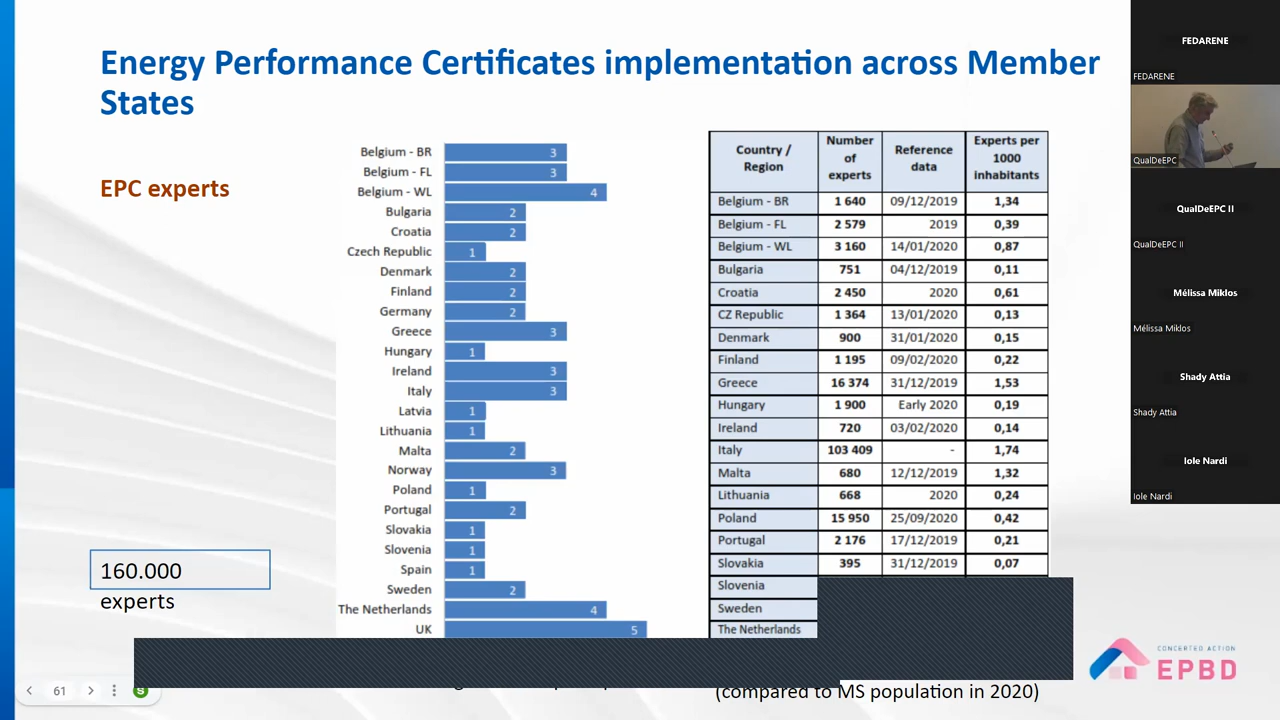 Energy Performance Certificates implementation across Member
States
EPC experts
Belgium - BR 3
Belgium - FL 3
Belgium - WL 4
Bulgaria 2
Croatia 2
Czech Republic 1
Denmark 2
Finland 2
Germany 2
Greece 3
Hungary 1
Ireland 3
Italy 3
Latvia 1
Lithuania 1
Malta 2
Norway 3
Poland 1
Portugal 2
Slovakia 1
Slovenia 1
Spain 1
Sweden 2
The Netherlands 4
UK 5
Country / Region Number of experts Reference data Experts per 1000 inhabitants
Belgium - BR 1 640 09/12/2019 1,34
Belgium - FL 2 579 2019 0,39
Belgium - WL 3 160 14/01/2020 0,87
Bulgaria 751 04/12/2019 0,11
Croatia 2 450 2020 0,61
CZ Republic 1 364 13/01/2020 0,13
Denmark 900 31/01/2020 0,15
Finland 1 195 09/02/2020 0,22
Greece 16 374 31/12/2019 1,53
Hungary 1 900 Early 2020 0,19
Ireland 720 03/02/2020 0,14
Italy 103 409 - 1,74
Malta 680 12/12/2019 1,32
Lithuania 668 2020 0,24
Poland 15 950 25/09/2020 0,42
Portugal 2 176 17/12/2019 0,21
Slovakia 395 31/12/2019 0,07
Slovenia
Sweden
The Netherlands
160.000
experts
(compared to MS population in 2020)
61
S
CONCERTED ACTION
EPBD
FEDARENE
FEDARENE
QualDeEPC
QualDeEPC II
QualDeEPC II
Mélissa Miklos
Mélissa Miklos
Shady Attia
Shady Attia
Iole Nardi
Iole Nardi